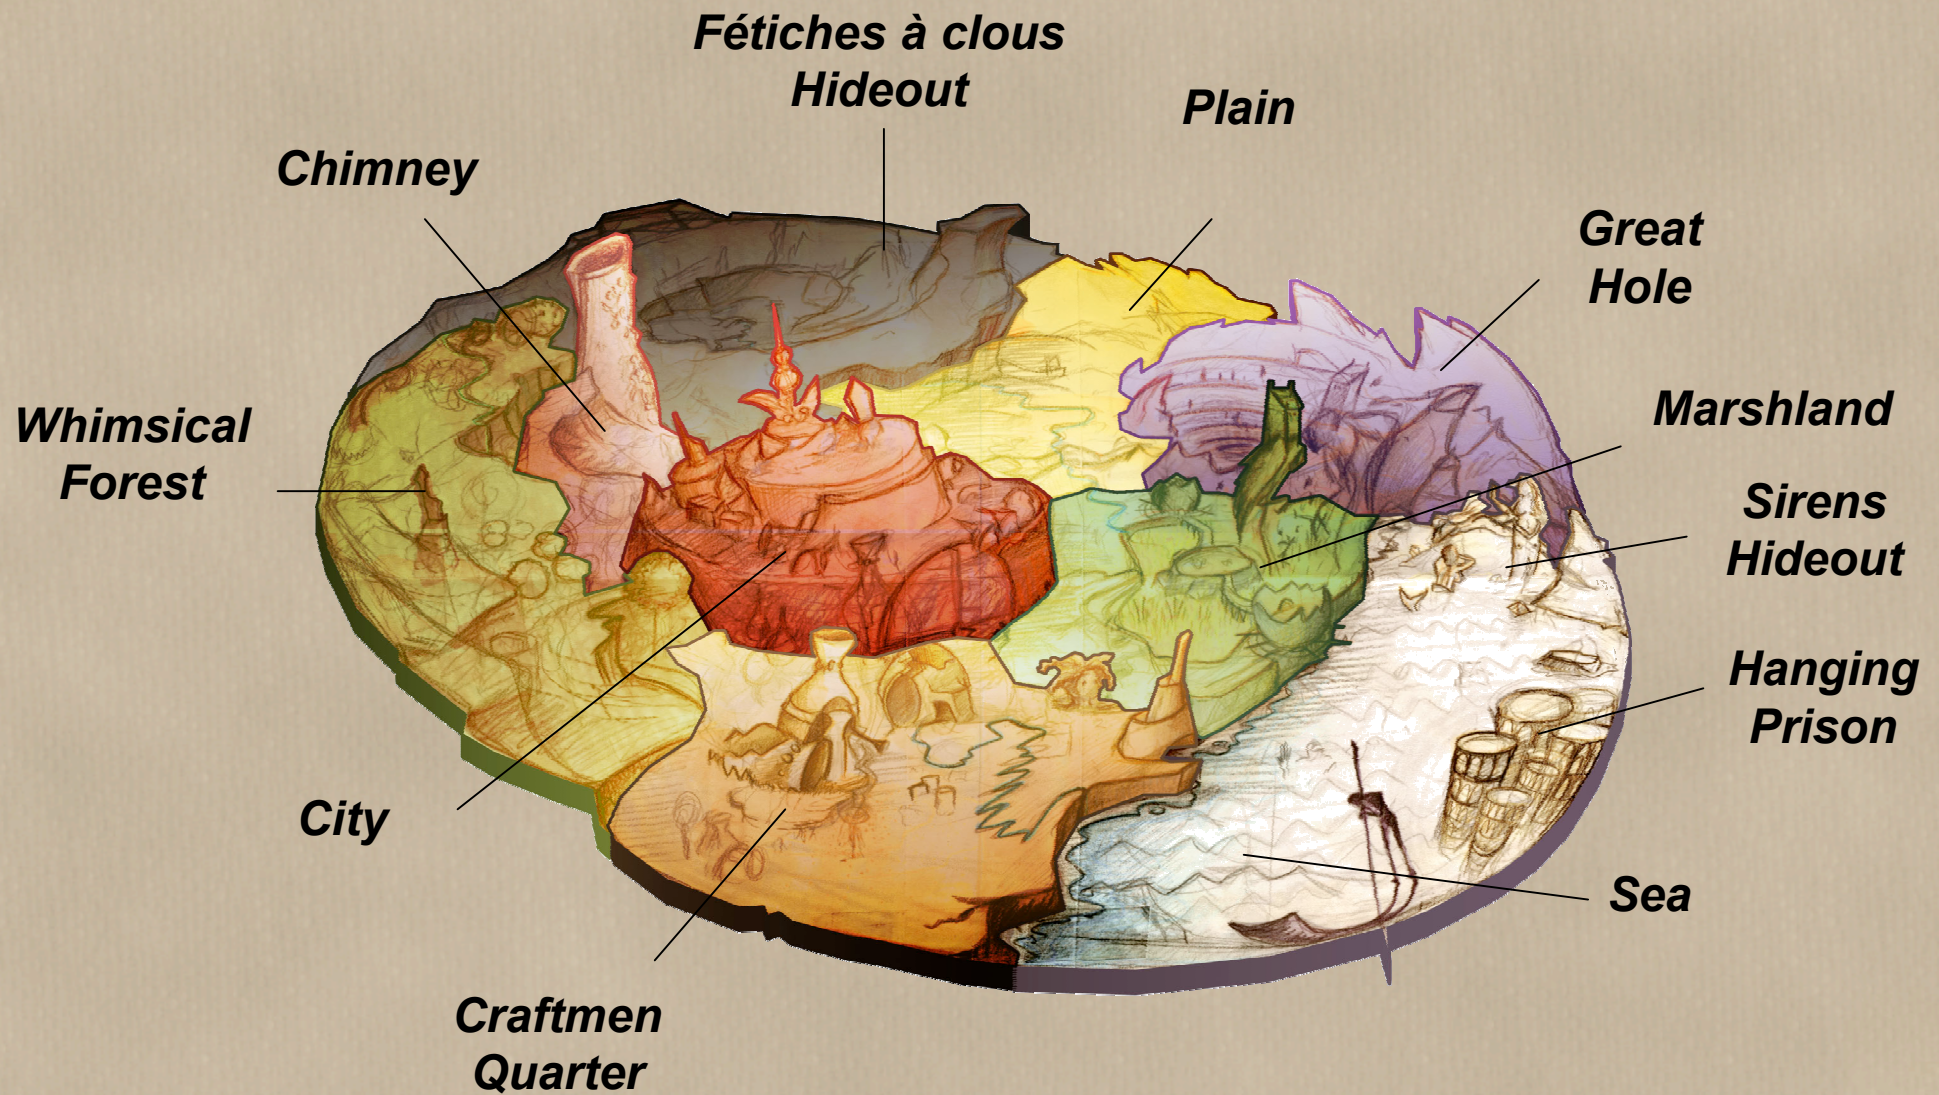 Fétiches à clous
Hideout
Plain
Chimney
Great
Hole
Marshland
Whimsical
Forest
Sirens
Hideout
Hanging
Prison
City
Sea
Craftmen
Quarter